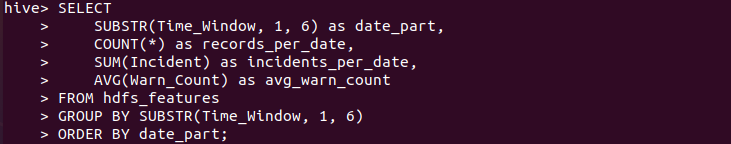 hive> SELECT
    >     SUBSTR(Time_Window, 1, 6) as date_part,
    >     COUNT(*) as records_per_date,
    >     SUM(Incident) as incidents_per_date,
    >     AVG(Warn_Count) as avg_warn_count
    > FROM hdfs_features
    > GROUP BY SUBSTR(Time_Window, 1, 6)
    > ORDER BY date_part;